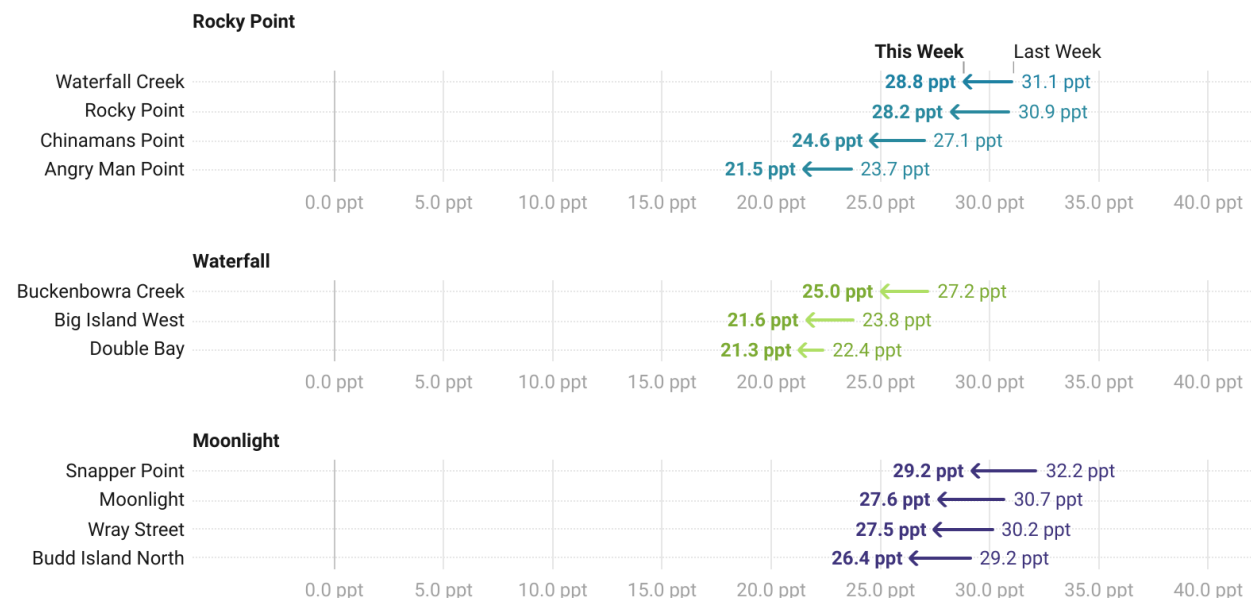 Rocky Point
This Week Last Week
Waterfall Creek 28.8 ppt 31.1 ppt
Rocky Point 28.2 ppt 30.9 ppt
Chinamans Point 24.6 ppt 27.1 ppt
Angry Man Point 21.5 ppt 23.7 ppt
0.0 ppt 5.0 ppt 10.0 ppt 15.0 ppt 20.0 ppt 25.0 ppt 30.0 ppt 35.0 ppt 40.0 ppt
Waterfall
Buckenbowra Creek 25.0 ppt 27.2 ppt
Big Island West 21.6 ppt 23.8 ppt
Double Bay 21.3 ppt 22.4 ppt
0.0 ppt 5.0 ppt 10.0 ppt 15.0 ppt 20.0 ppt 25.0 ppt 30.0 ppt 35.0 ppt 40.0 ppt
Moonlight
Snapper Point 29.2 ppt 32.2 ppt
Moonlight 27.6 ppt 30.7 ppt
Wray Street 27.5 ppt 30.2 ppt
Budd Island North 26.4 ppt 29.2 ppt
0.0 ppt 5.0 ppt 10.0 ppt 15.0 ppt 20.0 ppt 25.0 ppt 30.0 ppt 35.0 ppt 40.0 ppt